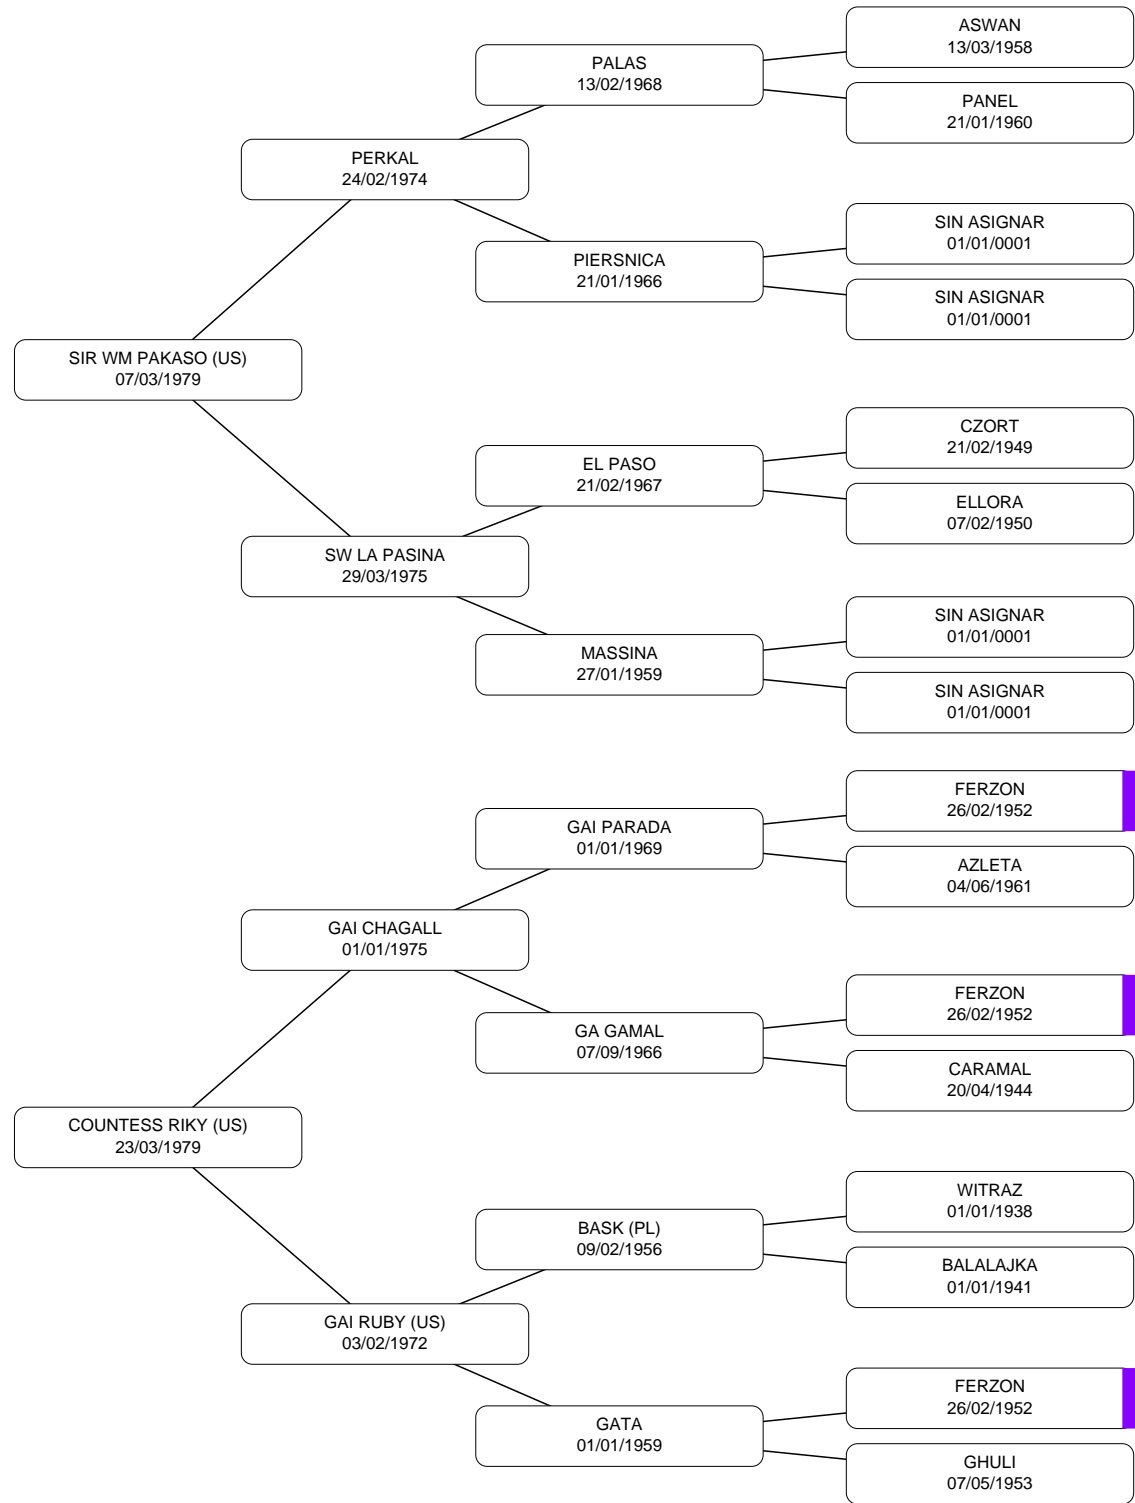 ASWAN
13/03/1958
PALAS
13/02/1968
PANEL
21/01/1960
PERKAL
24/02/1974
SIN ASIGNAR
01/01/0001
PIERSNICA
21/01/1966
SIN ASIGNAR
01/01/0001
SIR WM PAKASO (US)
07/03/1979
CZORT
21/02/1949
EL PASO
21/02/1967
ELLORA
07/02/1950
SW LA PASINA
29/03/1975
SIN ASIGNAR
01/01/0001
MASSINA
27/01/1959
SIN ASIGNAR
01/01/0001
FERZON
26/02/1952
GAI PARADA
01/01/1969
AZLETA
04/06/1961
GAI CHAGALL
01/01/1975
FERZON
26/02/1952
GA GAMAL
07/09/1966
CARAMAL
20/04/1944
COUNTESS RIKY (US)
23/03/1979
WITRAZ
01/01/1938
BASK (PL)
09/02/1956
BALALAJKA
01/01/1941
GAI RUBY (US)
03/02/1972
FERZON
26/02/1952
GATA
01/01/1959
GHULI
07/05/1953